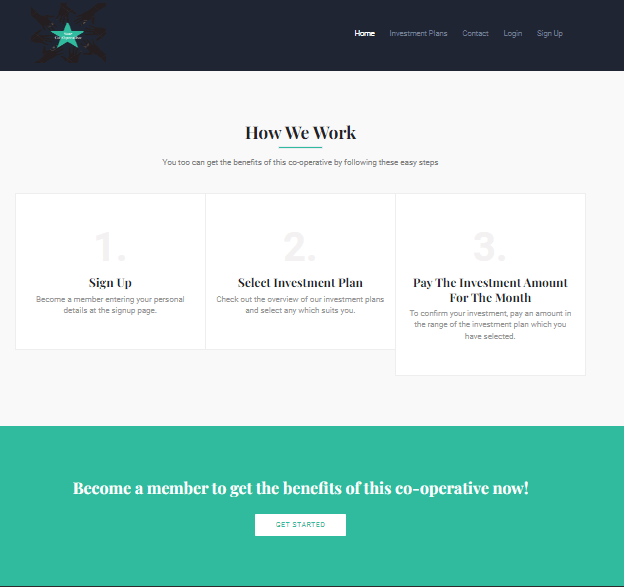 Home Investment Plans Contact Login Sign Up
How We Work
You too can get the benefits of this co-operative by following these easy steps
1.
Sign Up
Become a member entering your personal
details at the signup page.
2.
Select Investment Plan
Check out the overview of our investment plans
and select any which suits you.
3.
Pay The Investment Amount
For The Month
To confirm your investment, pay an amount in
the range of the investment plan which you
have selected.
Become a member to get the benefits of this co-operative now!
GET STARTED